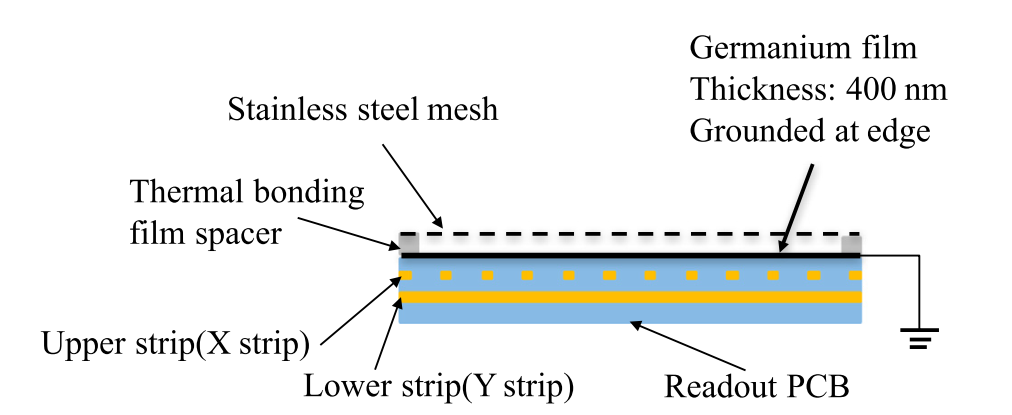 Germanium film
Thickness: 400 nm
Grounded at edge
Stainless steel mesh
Thermal bonding
film spacer
Upper strip(X strip)
Lower strip(Y strip)
Readout PCB